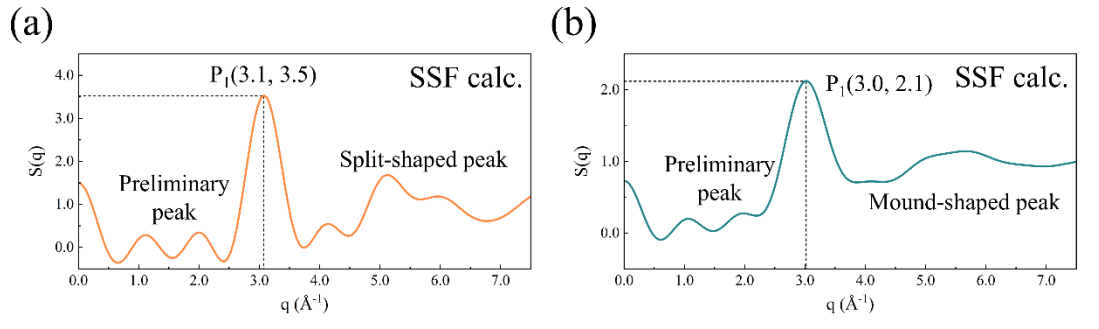 (a)
4.0
3.0
2.0
1.0
0.0
S(q)
P₁(3.1, 3.5)
SSF calc.
Preliminary
peak
Split-shaped peak
0.0 1.0 2.0 3.0 4.0 5.0 6.0 7.0
q (Å⁻¹)
(b)
2.0
1.0
0.0
S(q)
SSF calc.
P₁(3.0, 2.1)
Preliminary
peak
Mound-shaped peak
0.0 1.0 2.0 3.0 4.0 5.0 6.0 7.0
q (Å⁻¹)